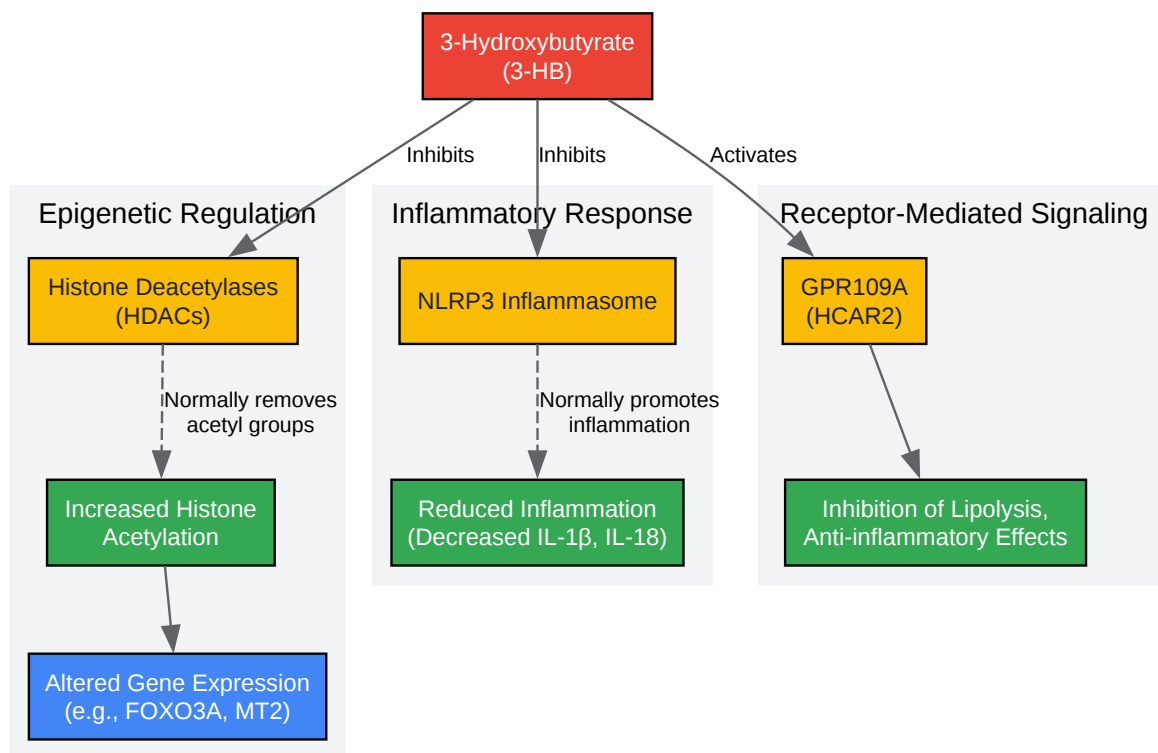 3-Hydroxybutyrate
(3-HB)
Inhibits
Inhibits
Activates
Epigenetic Regulation
Inflammatory Response
Receptor-Mediated Signaling
Histone Deacetylases
(HDACs)
NLRP3 Inflammasome
GPR109A
(HCAR2)
Normally removes
acetyl groups
Normally promotes
inflammation
Increased Histone
Acetylation
Reduced Inflammation
(Decreased IL-1β, IL-18)
Inhibition of Lipolysis,
Anti-inflammatory Effects
Altered Gene Expression
(e.g., FOXO3A, MT2)